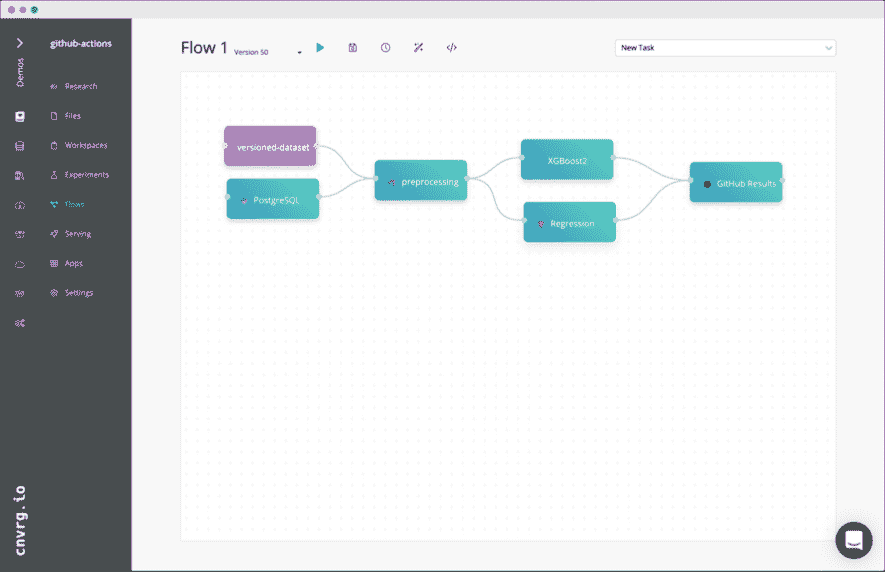 github-actions
Demos
Research
Files
Workspaces
Experiments
Flows
Serving
Apps
Settings
cnvrg.io
Flow 1 Version 50
New Task
versioned-dataset
PostgreSQL
preprocessing
XGBoost2
Regression
GitHub Results